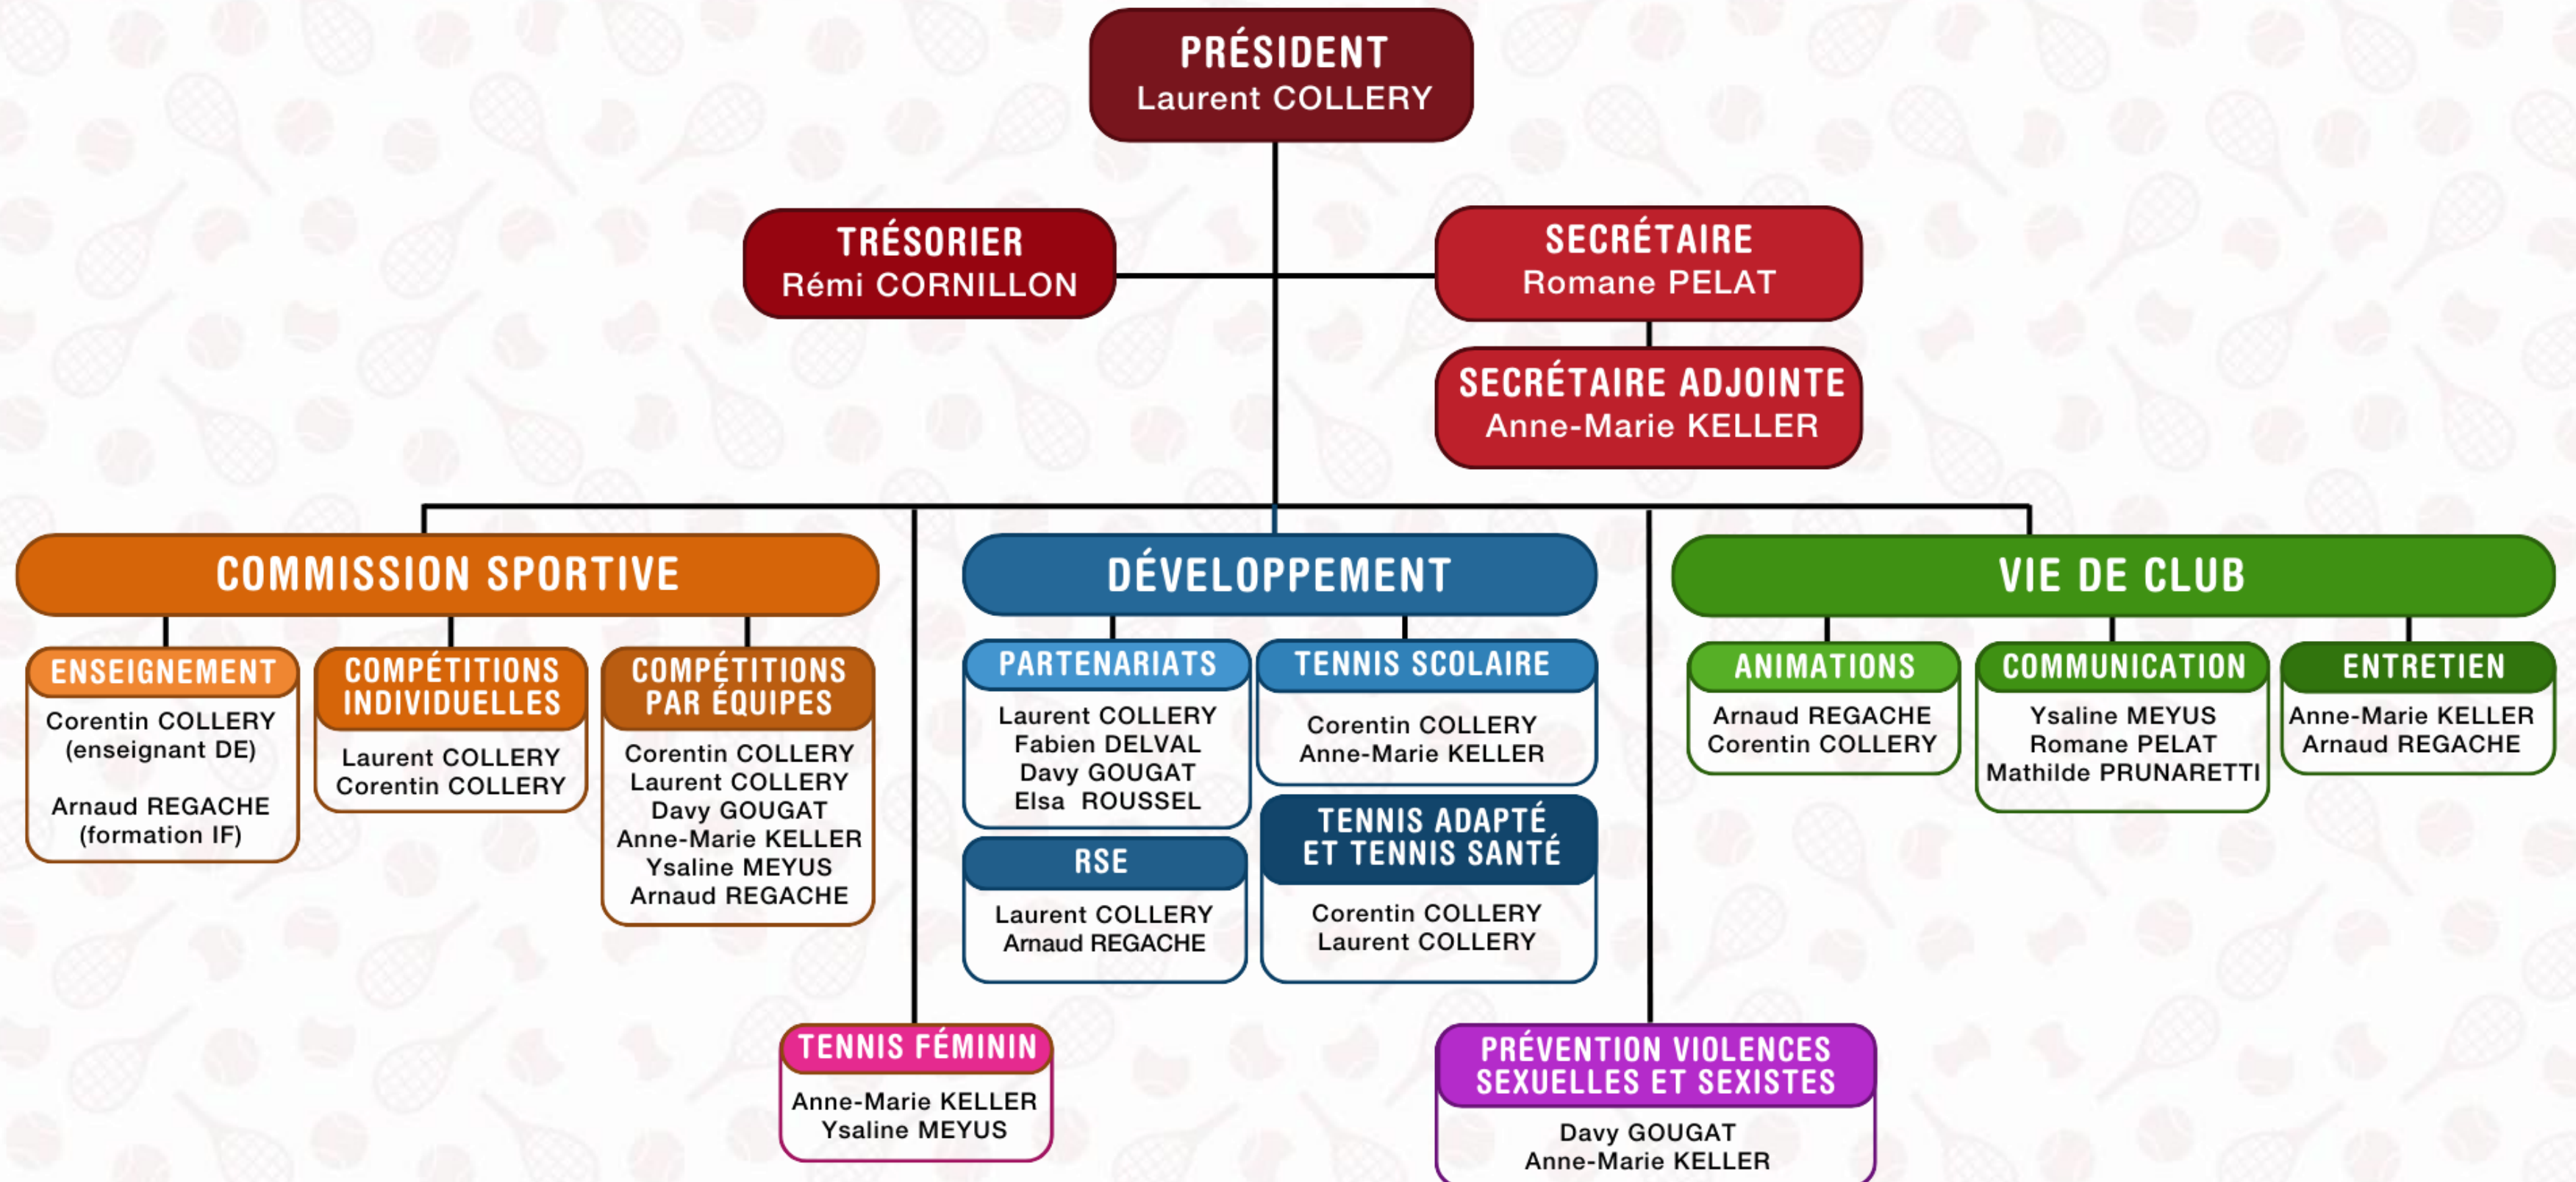 PRÉSIDENT
Laurent COLLERY
TRÉSORIER
Rémi CORNILLON
SECRÉTAIRE
Romane PELAT
SECRÉTAIRE ADJOINTE
Anne-Marie KELLER
COMMISSION SPORTIVE
ENSEIGNEMENT
Corentin COLLERY
(enseignant DE)
Arnaud REGACHE
(formation IF)
COMPÉTITIONS
INDIVIDUELLES
Laurent COLLERY
Corentin COLLERY
COMPÉTITIONS
PAR ÉQUIPES
Corentin COLLERY
Laurent COLLERY
Davy GOUGAT
Anne-Marie KELLER
Ysaline MEYUS
Arnaud REGACHE
DÉVELOPPEMENT
PARTENARIATS
Laurent COLLERY
Fabien DELVAL
Davy GOUGAT
Elsa ROUSSEL
TENNIS SCOLAIRE
Corentin COLLERY
Anne-Marie KELLER
RSE
Laurent COLLERY
Arnaud REGACHE
TENNIS ADAPTÉ
ET TENNIS SANTÉ
Corentin COLLERY
Laurent COLLERY
VIE DE CLUB
ANIMATIONS
Arnaud REGACHE
Corentin COLLERY
COMMUNICATION
Ysaline MEYUS
Romane PELAT
Mathilde PRUNARETTI
ENTRETIEN
Anne-Marie KELLER
Arnaud REGACHE
TENNIS FÉMININ
Anne-Marie KELLER
Ysaline MEYUS
PRÉVENTION VIOLENCES
SEXUELLES ET SEXISTES
Davy GOUGAT
Anne-Marie KELLER